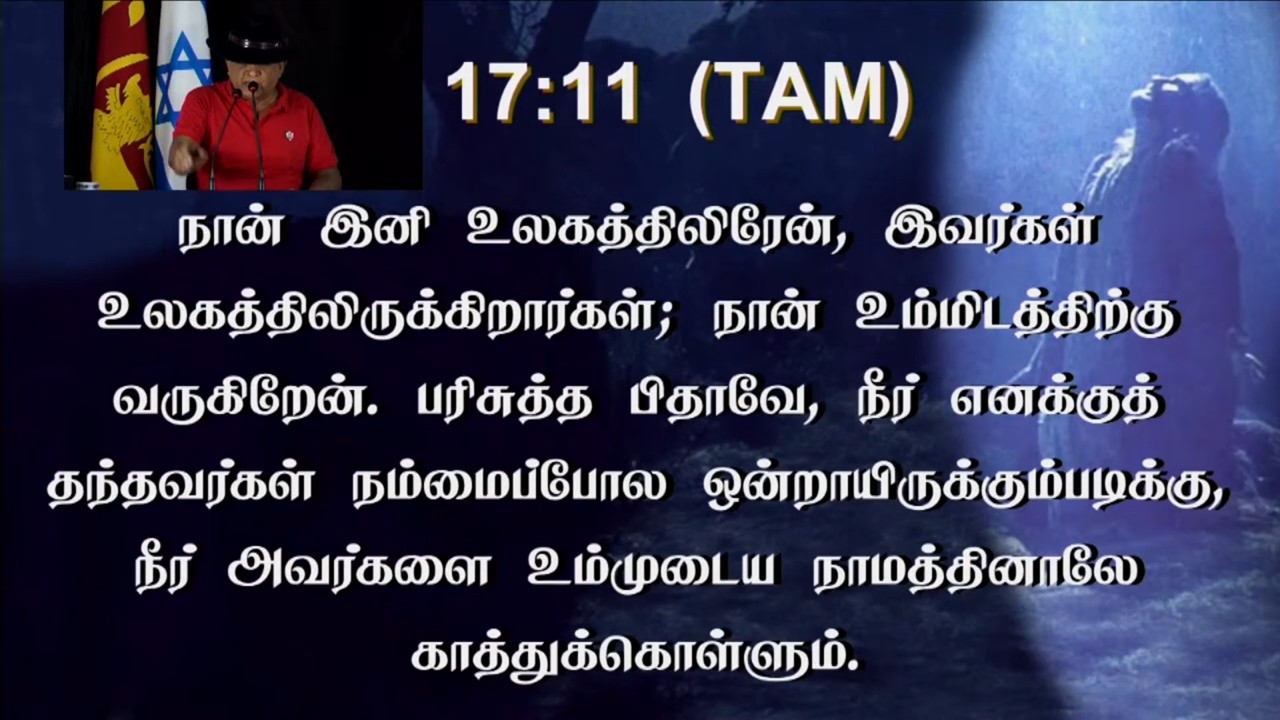 17:11 (TAM)
நான் இனி உலகத்திலிரேன், இவர்கள்
உலகத்திலிருக்கிறார்கள்; நான் உம்மிடத்திற்கு
வருகிறேன். பரிசுத்த பிதாவே, நீர் எனக்குத்
தந்தவர்கள் நம்மைப்போல ஒன்றாயிருக்கும்படிக்கு,
நீர் அவர்களை உம்முடைய நாமத்தினாலே
காத்துக்கொள்ளும்.